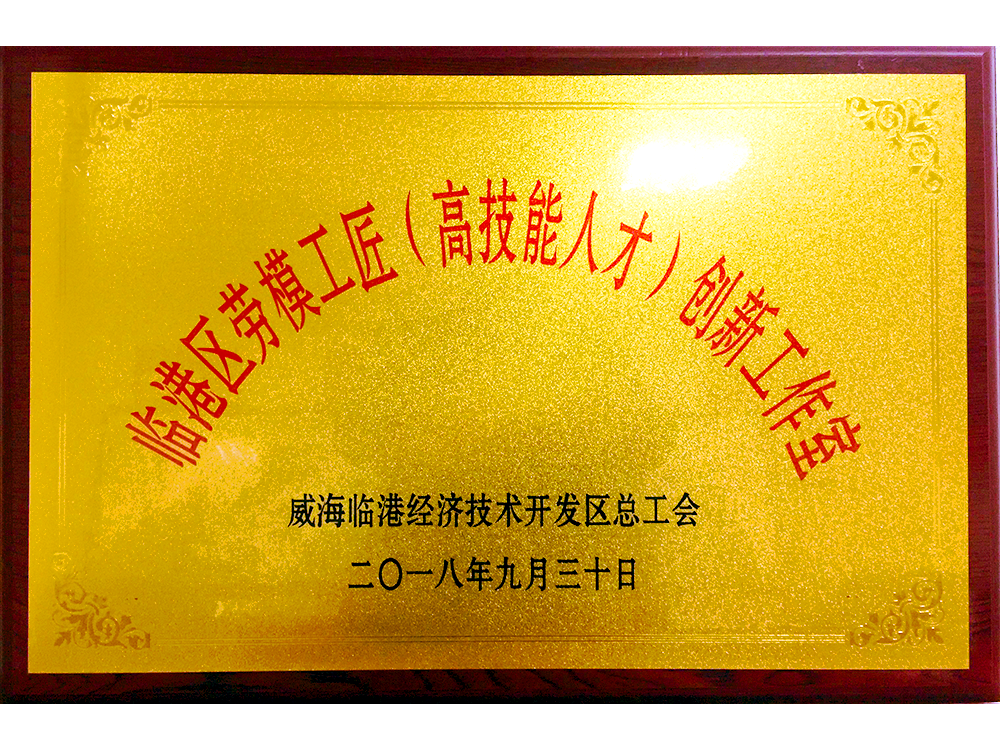 临港区劳模工匠（高技能人才）创新工作室
威海临港经济技术开发区总工会
二〇一八年九月三十日